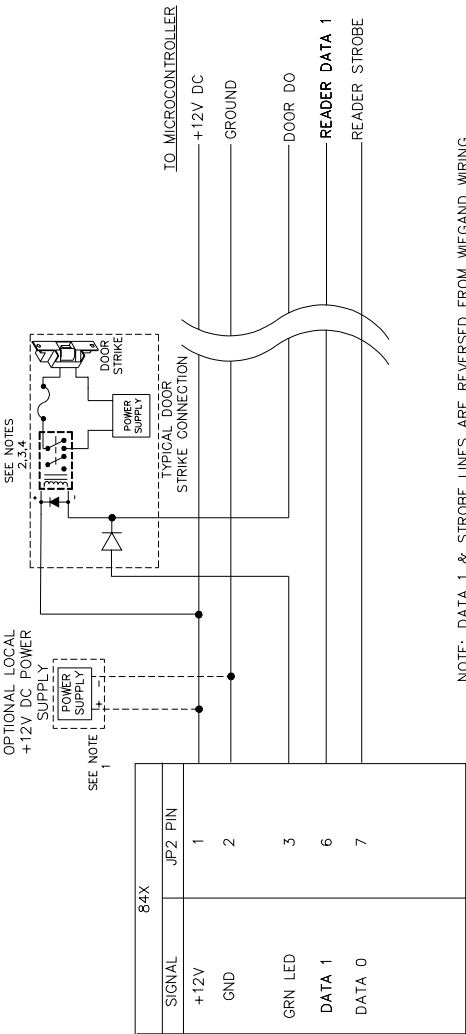 TO MICROCONTROLLER
+12V DC
GROUND
DOOR DO
READER DATA 1
READER STROBE
SEE NOTES
2,3,4
+
-
DOOR
STRIKE
POWER
SUPPLY
TYPICAL DOOR
STRIKE CONNECTION
OPTIONAL LOCAL
+12V DC POWER
SUPPLY
POWER
SUPPLY
+
-
SEE NOTE
1
84X
SIGNAL JP2 PIN
+12V 1
GND 2
GRN LED 3
DATA 1 6
DATA 0 7
NOTE: DATA 1 & STROBE LINES ARE REVERSED FROM WIEGAND WIRING